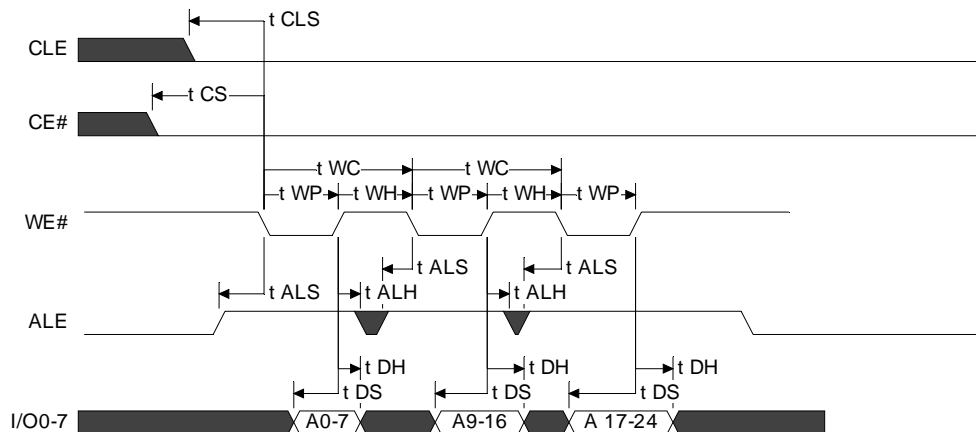 t CLS
CLE
t CS
CE#
t WC t WC
t WP t WH t WP t WH t WP
WE#
t ALS t ALS
t ALS t ALH t ALH
ALE
t DH t DH t DH
t DS t DS t DS
I/O0-7 A0-7 A9-16 A 17-24